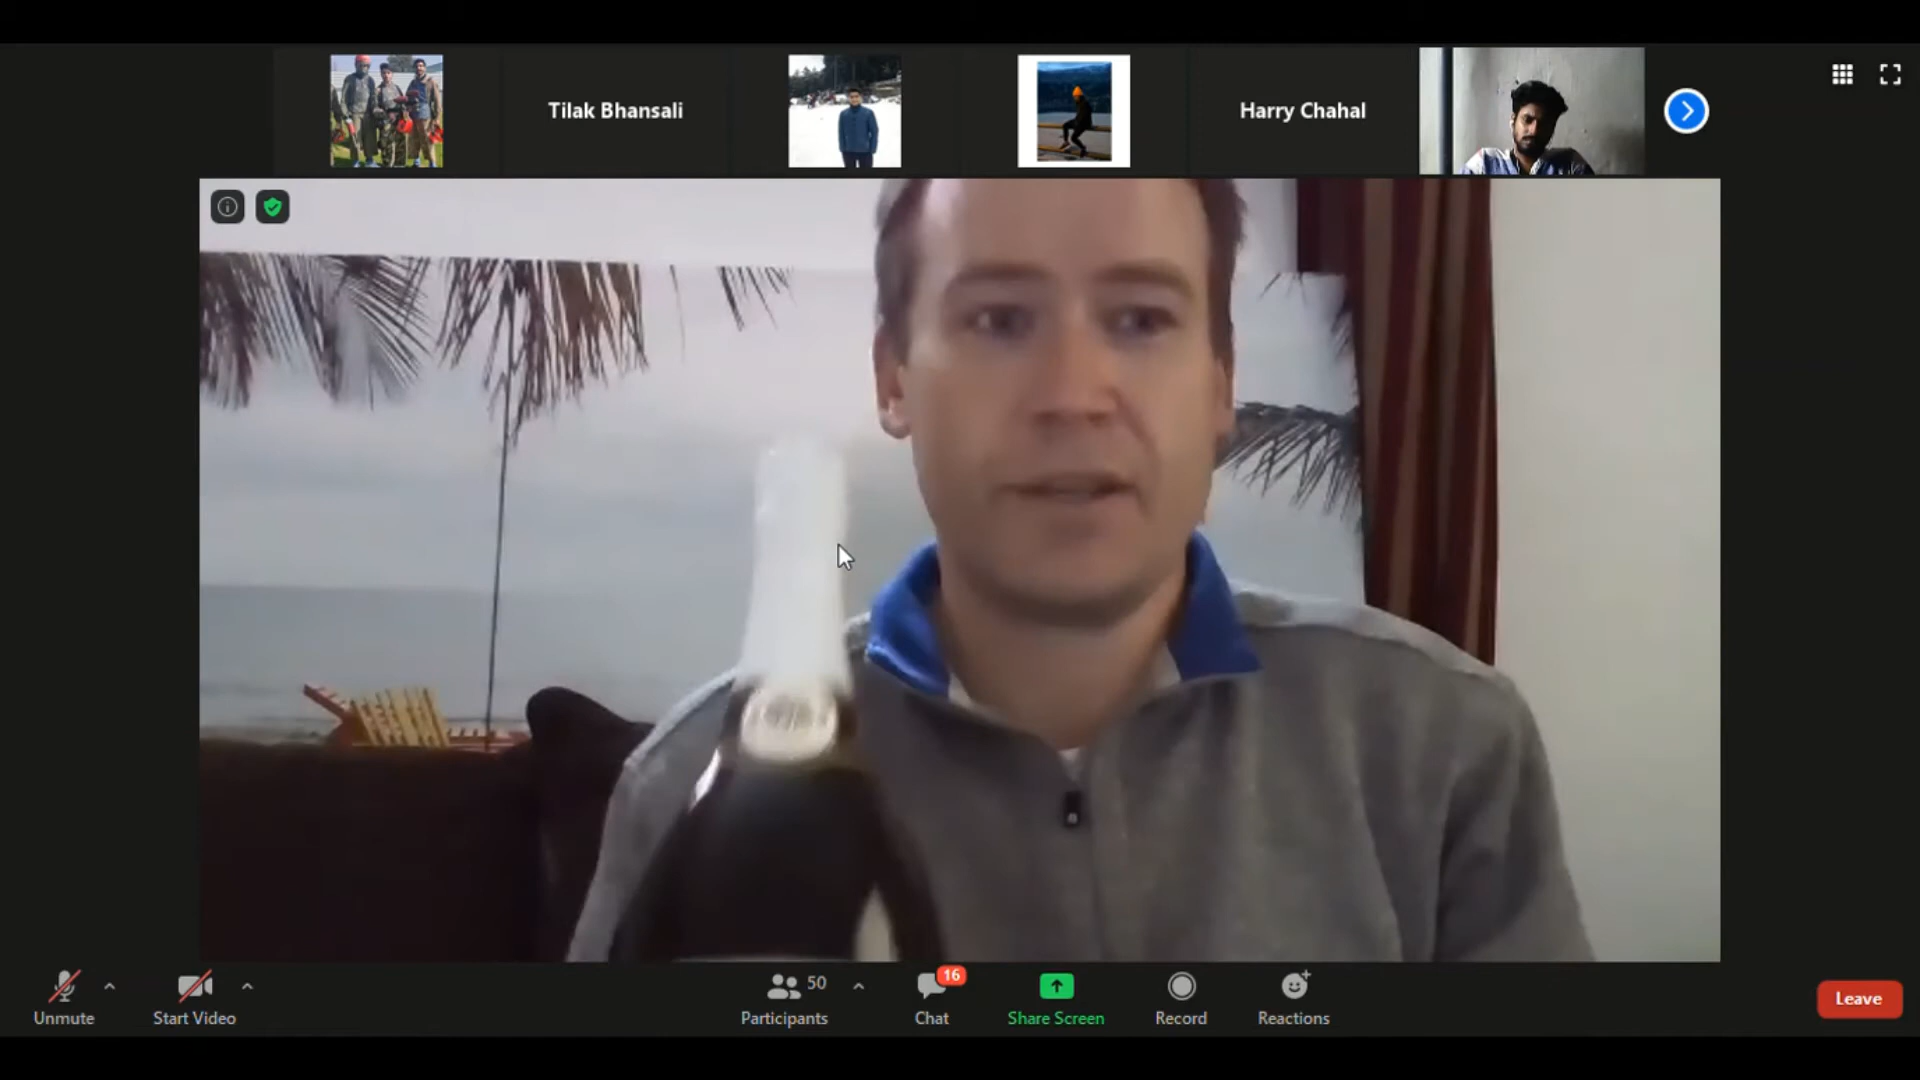 Tilak Bhansali
Harry Chahal
Unmute
Start Video
50
Participants
16
Chat
Share Screen
Record
Reactions
Leave